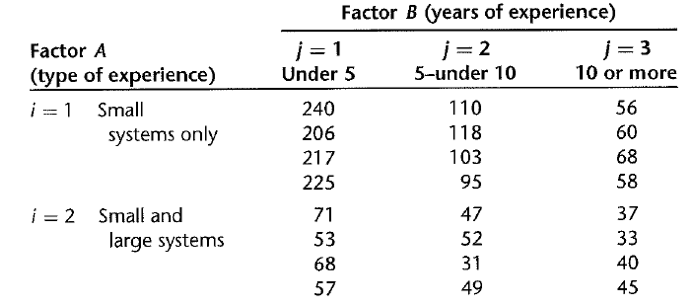 Factor B (years of experience)
Factor A j = 1 j = 2 j = 3
(type of experience) Under 5 5–under 10 10 or more
i = 1 Small 240 110 56
systems only 206 118 60
217 103 68
225 95 58
i = 2 Small and 71 47 37
large systems 53 52 33
68 31 40
57 49 45